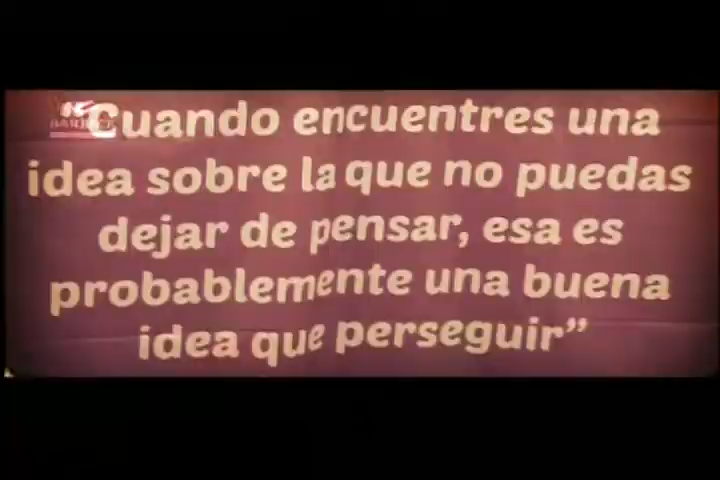 Cuando encuentres una
idea sobre la que no puedas
dejar de pensar, esa es
probablemente una buena
idea que perseguir”